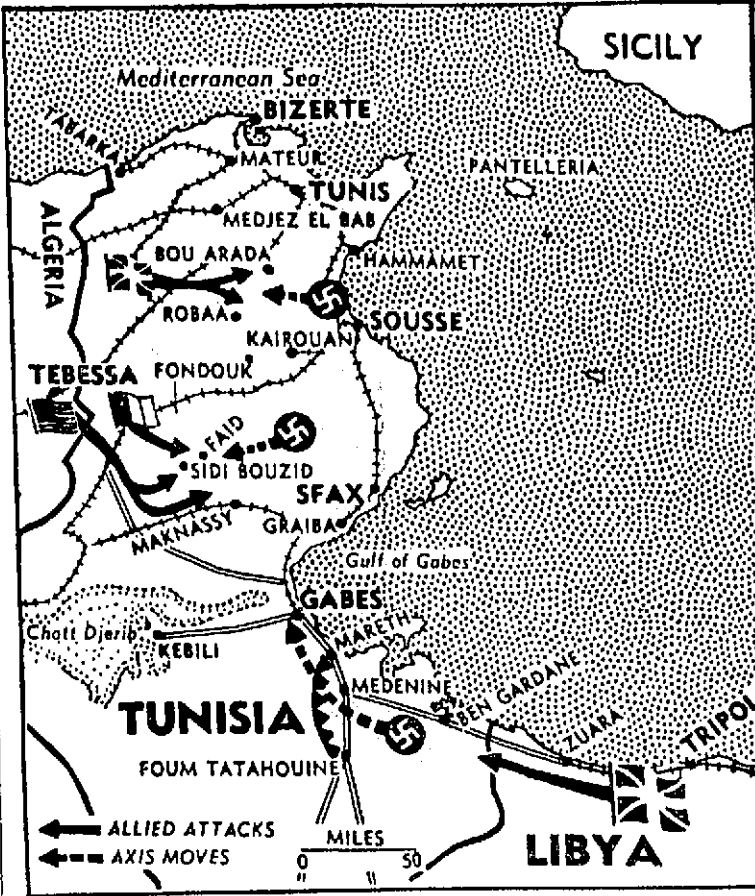 SICILY
Mediterranean Sea
BIZERTE
TABARKA
MATEUR
PANTELLERIA
TUNIS
MEDJEZ EL BAB
ALGERIA
BOU ARADA
HAMMAMET
ROBAA
SOUSSE
KAIROUAN
TEBESSA
FONDOUK
FAID
SIDI BOUZID
SFAX
MAKNASSY
GRAIBA
Gulf of Gabes
GABES
MARETH
Chott Djerib
KEBILI
MEDENINE
BEN GARDANE
TUNISIA
ZUARA
TRIPOL
FOUM TATAHOUINE
ALLIED ATTACKS
MILES
AXIS MOVES
0 50
LIBYA